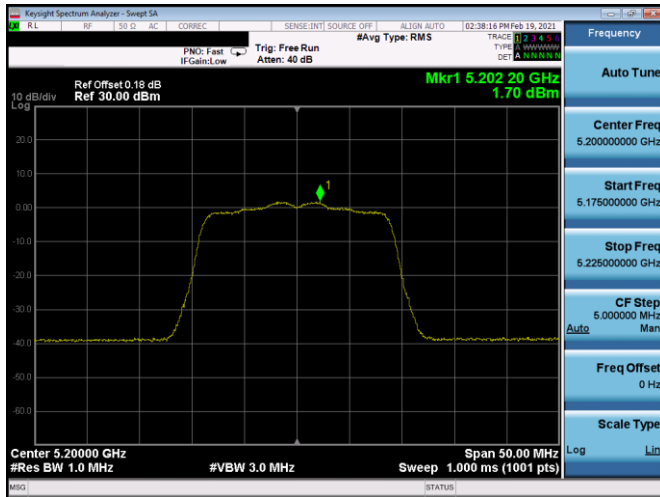 Keysight Spectrum Analyzer - Swept SA
RL RF 50 Ω AC CORREC SENSE:INT SOURCE OFF ALIGN AUTO 02:38:16 PM Feb 19, 2021
#Avg Type: RMS
TRACE 1 2 3 4 5 6
PNO: Fast Trig: Free Run TYPE A WWWWW
IFGain:Low Atten: 40 dB DET A N N N N N
Mkr1 5.202 20 GHz
Ref Offset 0.18 dB
10 dB/div Ref 30.00 dBm 1.70 dBm
Log
20.0
1
0.00
-10.0
-20.0
-30.0
-40.0
-50.0
-60.0
Center 5.20000 GHz Span 50.00 MHz
#Res BW 1.0 MHz #VBW 3.0 MHz Sweep 1.000 ms (1001 pts)
MSG STATUS
Frequency
Auto Tune
Center Freq
5.200000000 GHz
Start Freq
5.175000000 GHz
Stop Freq
5.225000000 GHz
CF Step
5.000000 MHz
Auto Man
Freq Offset
0 Hz
Scale Type
Log Lin